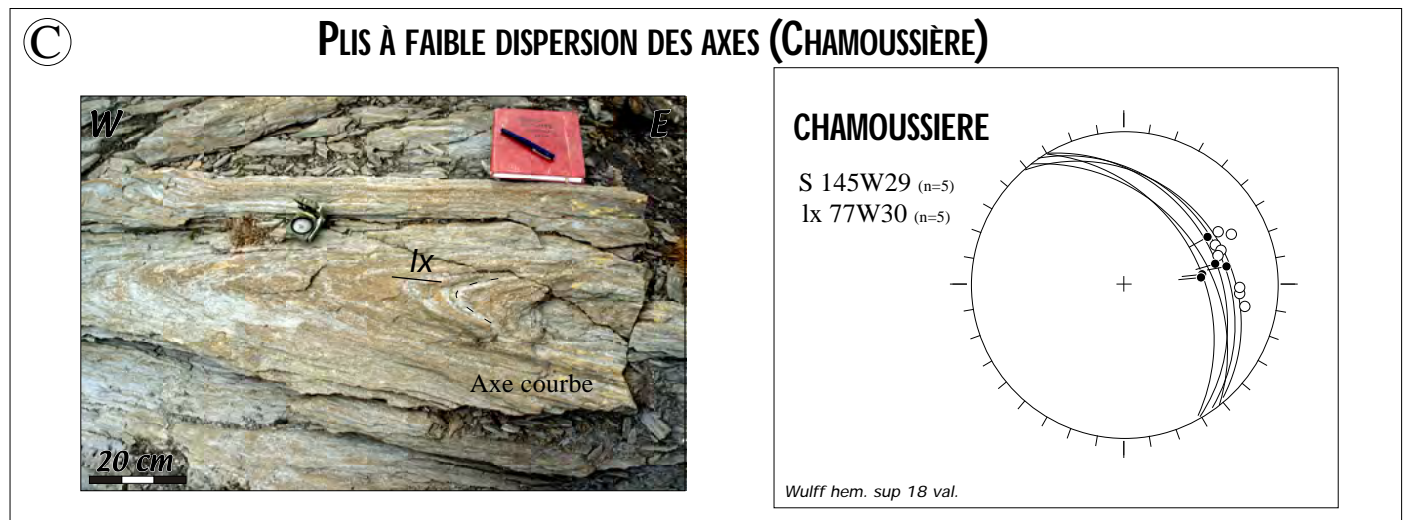 C
PLIS À FAIBLE DISPERSION DES AXES (CHAMOUSSIÈRE)
W
E
lx
Axe courbe
20 cm
CHAMOUSSIERE
S 145W29 (n=5)
lx 77W30 (n=5)
Wulff hem. sup 18 val.